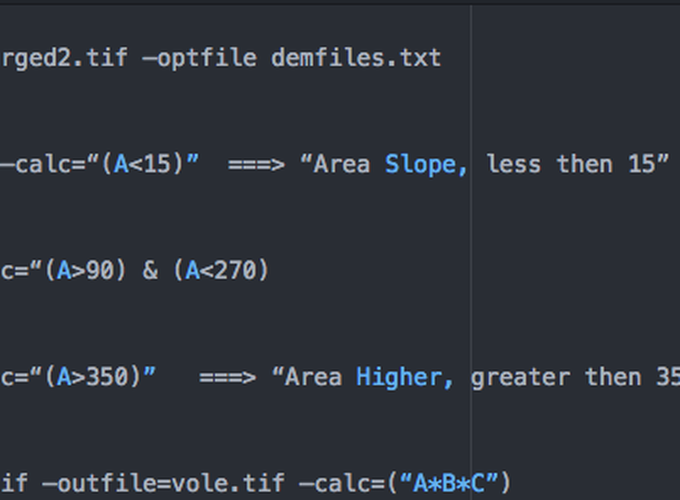 rged2.tif –optfile demfiles.txt
–calc=“(A<15)” ===> “Area Slope, less then 15”
c=“(A>90) & (A<270)
c=“(A>350)” ===> “Area Higher, greater then 35
if –outfile=vole.tif –calc=(“A*B*C”)